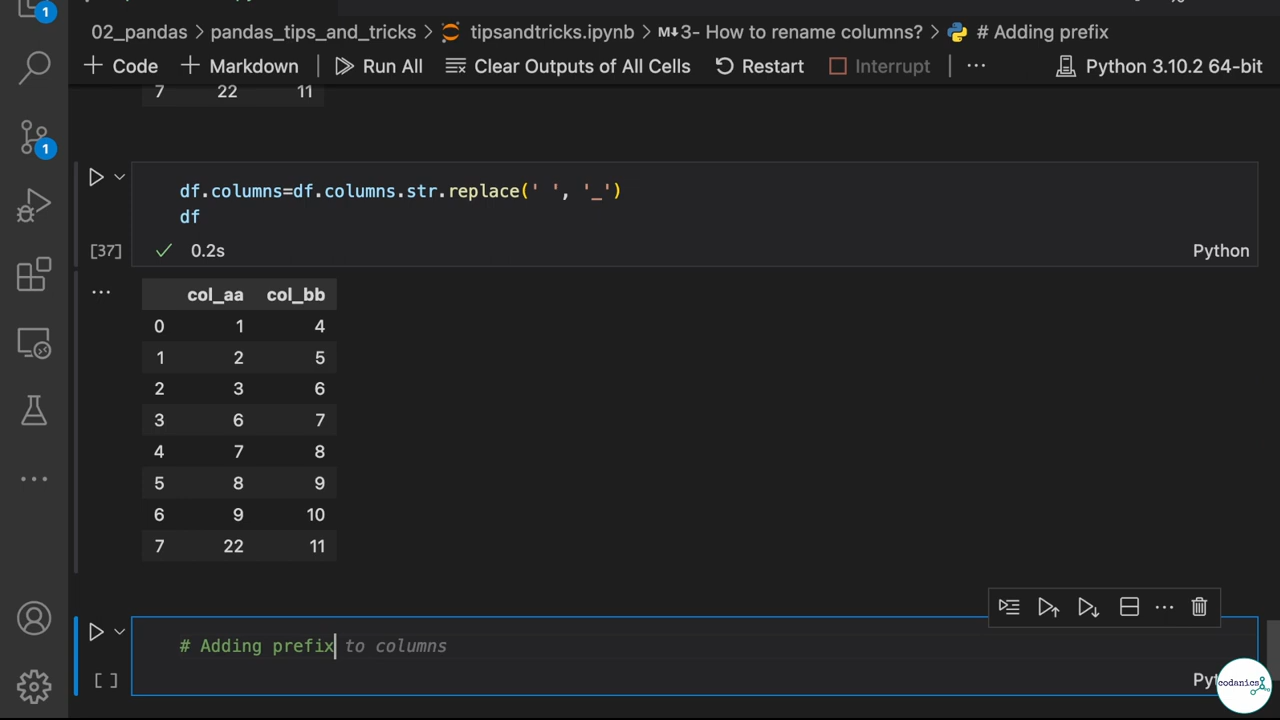 1
02_pandas > pandas_tips_and_tricks > tipsandtricks.ipynb > M↓3- How to rename columns? > # Adding prefix
+ Code + Markdown Run All Clear Outputs of All Cells Restart Interrupt ··· Python 3.10.2 64-bit
7 22 11
1
df.columns=df.columns.str.replace(' ', '_')
df
[37] 0.2s Python
... col_aa col_bb
0 1 4
1 2 5
2 3 6
3 6 7
4 7 8
5 8 9
6 9 10
7 22 11
# Adding prefix to columns
[ ]
codanics